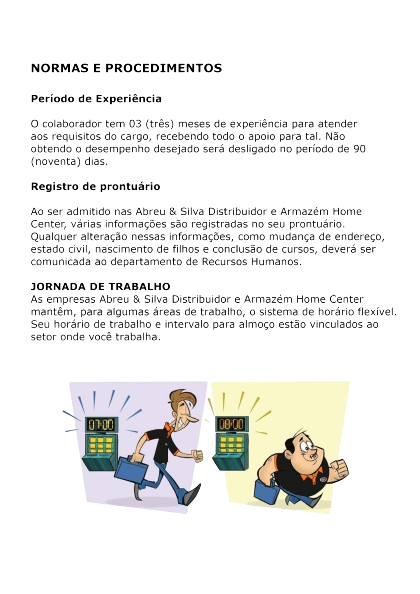 NORMAS E PROCEDIMENTOS
Período de Experiência
O colaborador tem 03 (três) meses de experiência para atender
aos requisitos do cargo, recebendo todo o apoio para tal. Não
obtendo o desempenho desejado será desligado no período de 90
(noventa) dias.
Registro de prontuário
Ao ser admitido nas Abreu & Silva Distribuidor e Armazém Home
Center, várias informações são registradas no seu prontuário.
Qualquer alteração nessas informações, como mudança de endereço,
estado civil, nascimento de filhos e conclusão de cursos, deverá ser
comunicada ao departamento de Recursos Humanos.
JORNADA DE TRABALHO
As empresas Abreu & Silva Distribuidor e Armazém Home Center
mantêm, para algumas áreas de trabalho, o sistema de horário flexível.
Seu horário de trabalho e intervalo para almoço estão vinculados ao
setor onde você trabalha.
07:00
08:00